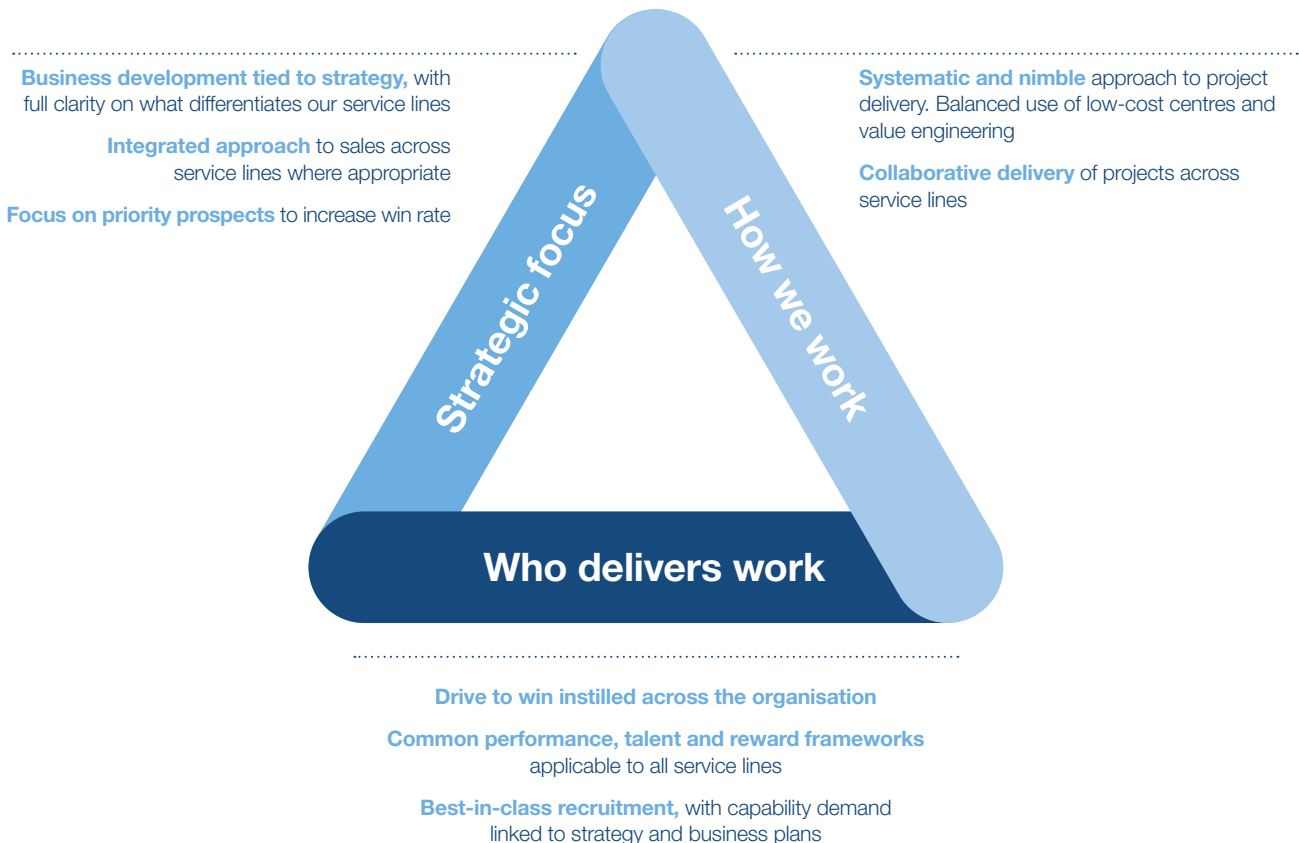 Business development tied to strategy, with
full clarity on what differentiates our service lines
Integrated approach to sales across
service lines where appropriate
Focus on priority prospects to increase win rate
Systematic and nimble approach to project
delivery. Balanced use of low-cost centres and
value engineering
Collaborative delivery of projects across
service lines
Strategic focus
How we work
Who delivers work
Drive to win instilled across the organisation
Common performance, talent and reward frameworks
applicable to all service lines
Best-in-class recruitment, with capability demand
linked to strategy and business plans